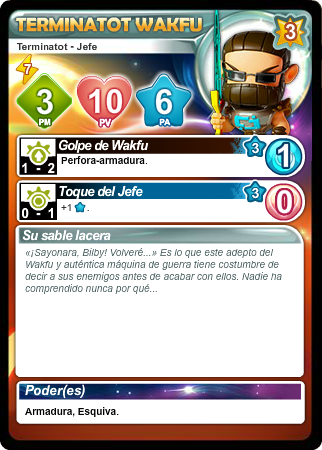 TERMINATOT WAKFU
3
Terminatot - Jefe
7
3
PM
10
PV
6
PA
Golpe de Wakfu
3
1
1 - 2
Perfora-armadura.
Toque del Jefe
3
0
0 - 1
+1.
Su sable lacera
«¡Sayonara, Bilby! Volveré...» Es lo que este adepto del
Wakfu y auténtica máquina de guerra tiene costumbre de
decir a sus enemigos antes de acabar con ellos. Nadie ha
comprendido nunca por qué...
Poder(es)
Armadura, Esquiva.